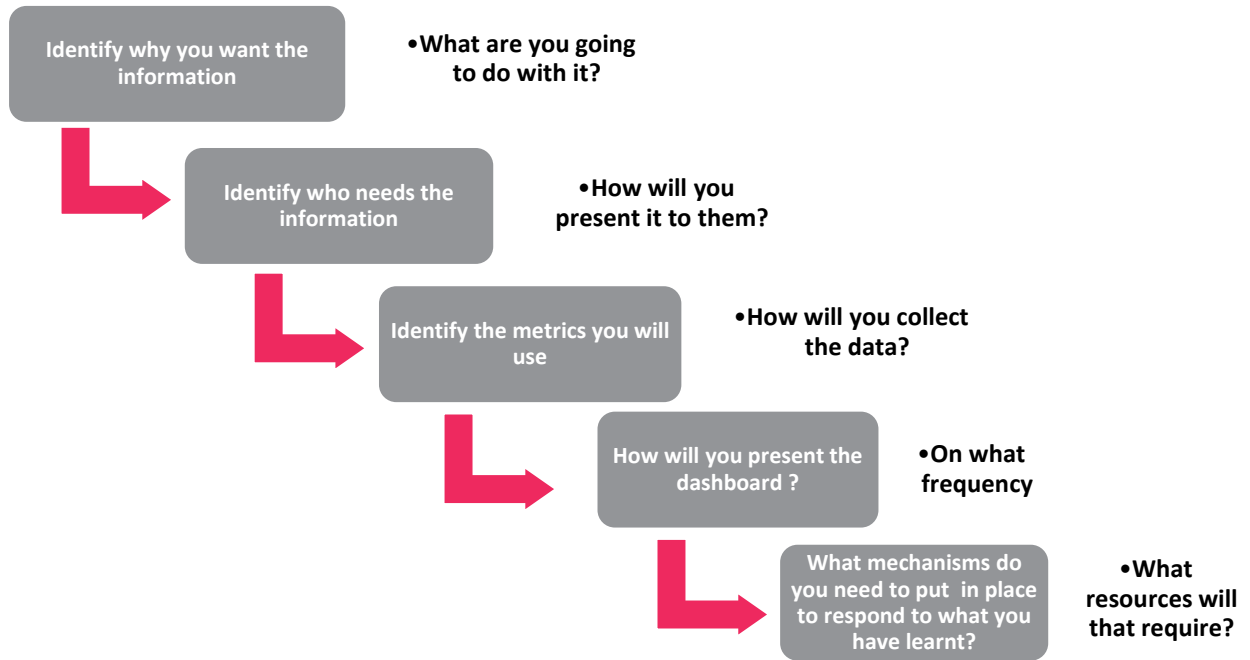 Identify why you want the
information
•What are you going
to do with it?
Identify who needs the
information
•How will you
present it to them?
Identify the metrics you will
use
•How will you collect
the data?
How will you present the
dashboard ?
•On what
frequency
What mechanisms do
you need to put  in place
to respond to what you
have learnt?
•What
resources will
that require?